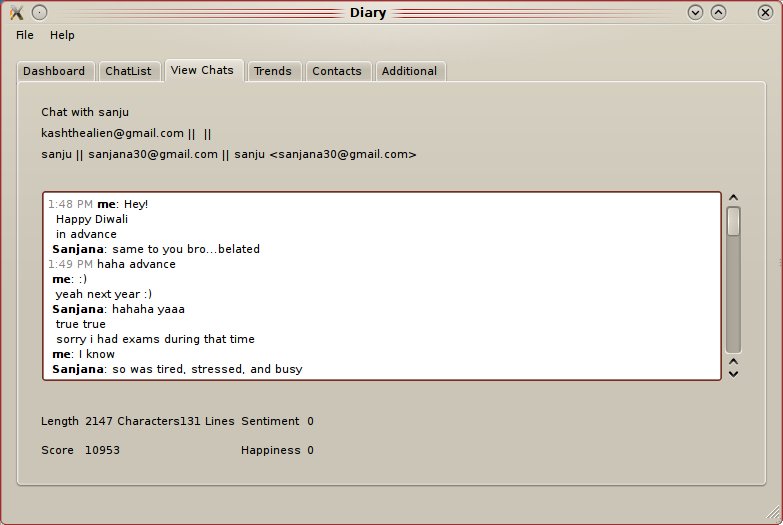 Diary
File Help
Dashboard ChatList View Chats Trends Contacts Additional
Chat with sanju
kashthealien@gmail.com || ||
sanju || sanjana30@gmail.com || sanju <sanjana30@gmail.com>
1:48 PM me: Hey!
Happy Diwali
in advance
Sanjana: same to you bro...belated
1:49 PM haha advance
me: :)
yeah next year :)
Sanjana: hahaha yaaa
true true
sorry i had exams during that time
me: I know
Sanjana: so was tired, stressed, and busy
Length 2147 Characters131 Lines Sentiment 0
Score 10953 Happiness 0